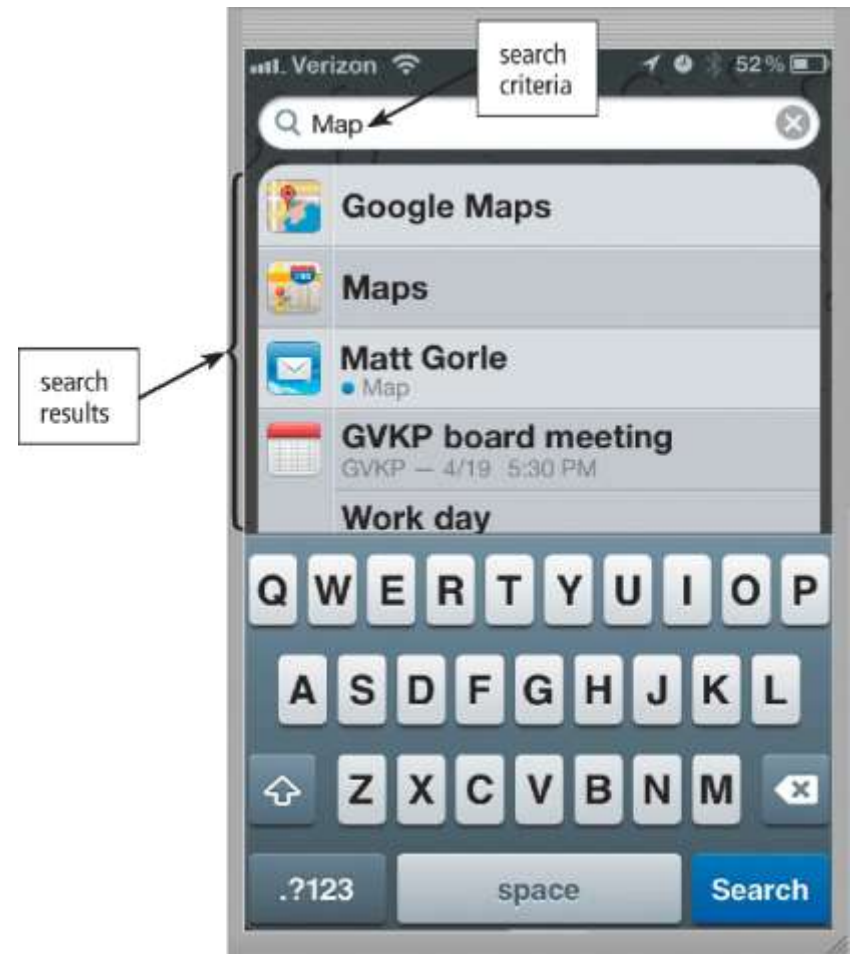 search
criteria
Verizon 52%
Map
Google Maps
Maps
Matt Gorle
Map
search
results
GVKP board meeting
GVKP — 4/19 5:30 PM
Work day
Q W E R T Y U I O P
A S D F G H J K L
Z X C V B N M
.?123 space Search